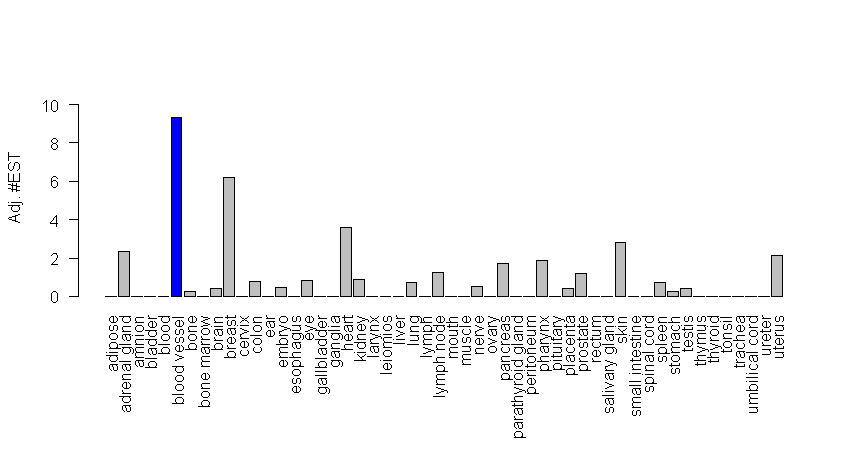 Adj. #EST
10
8
6
4
2
0
adipose
adrenal gland
amnion
bladder
blood
blood vessel
bone
bone marrow
brain
breast
cervix
colon
ear
embryo
esophagus
eye
gallbladder
ganglia
heart
kidney
larynx
leiomios
liver
lung
lymph
lymph node
mouth
muscle
nerve
ovary
pancreas
parathyroid gland
peritoneum
pharynx
pituitary
placenta
prostate
rectum
salivary gland
skin
small intestine
spinal cord
spleen
stomach
testis
thymus
thyroid
tonsil
trachea
umbilical cord
ureter
uterus